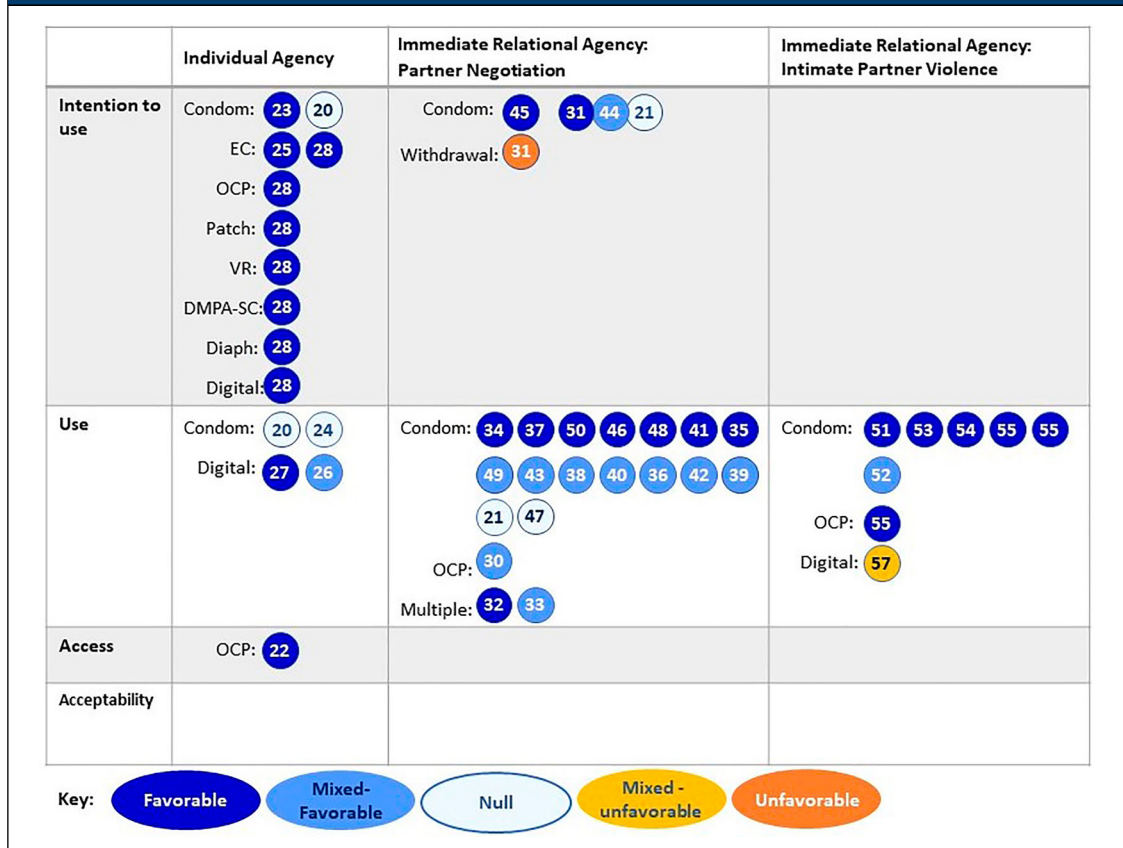 Individual Agency
Immediate Relational Agency:
Partner Negotiation
Immediate Relational Agency:
Intimate Partner Violence
Intention to
use
Condom: 23 20
EC: 25 28
OCP: 28
Patch: 28
VR: 28
DMPA-SC: 28
Diaph: 28
Digital: 28
Condom: 45 31 44 21
Withdrawal: 31
Use
Condom: 20 24
Digital: 27 26
Condom: 34 37 50 46 48 41 35
49 43 38 40 36 42 39
21 47
OCP: 30
Multiple: 32 33
Condom: 51 53 54 55 55
52
OCP: 55
Digital: 57
Access
OCP: 22
Acceptability
Key:
Favorable
Mixed-
Favorable
Null
Mixed -
unfavorable
Unfavorable